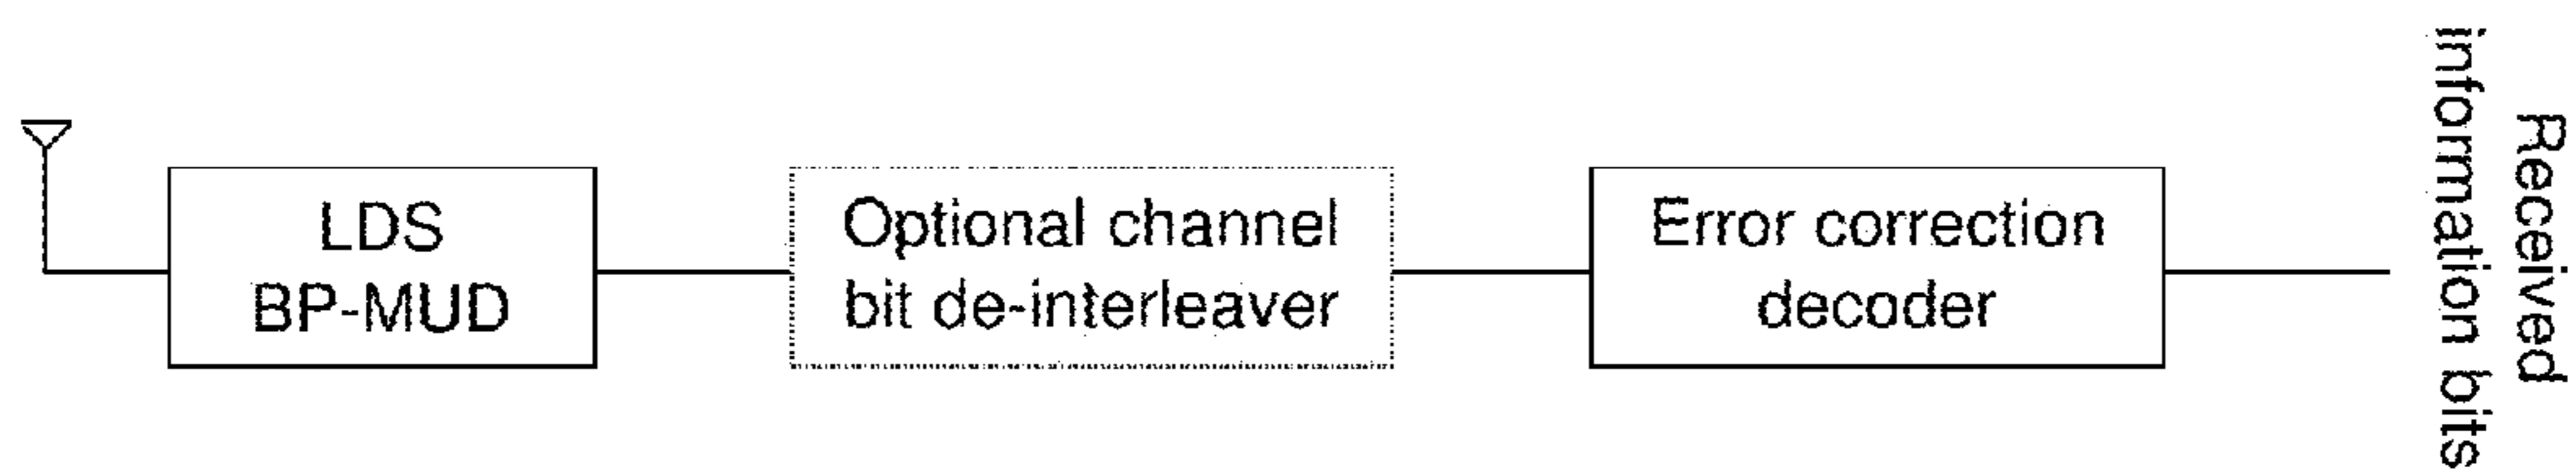 LDS
BP-MUD
Optional channel
bit de-interleaver
Error correction
decoder
Received
information bits